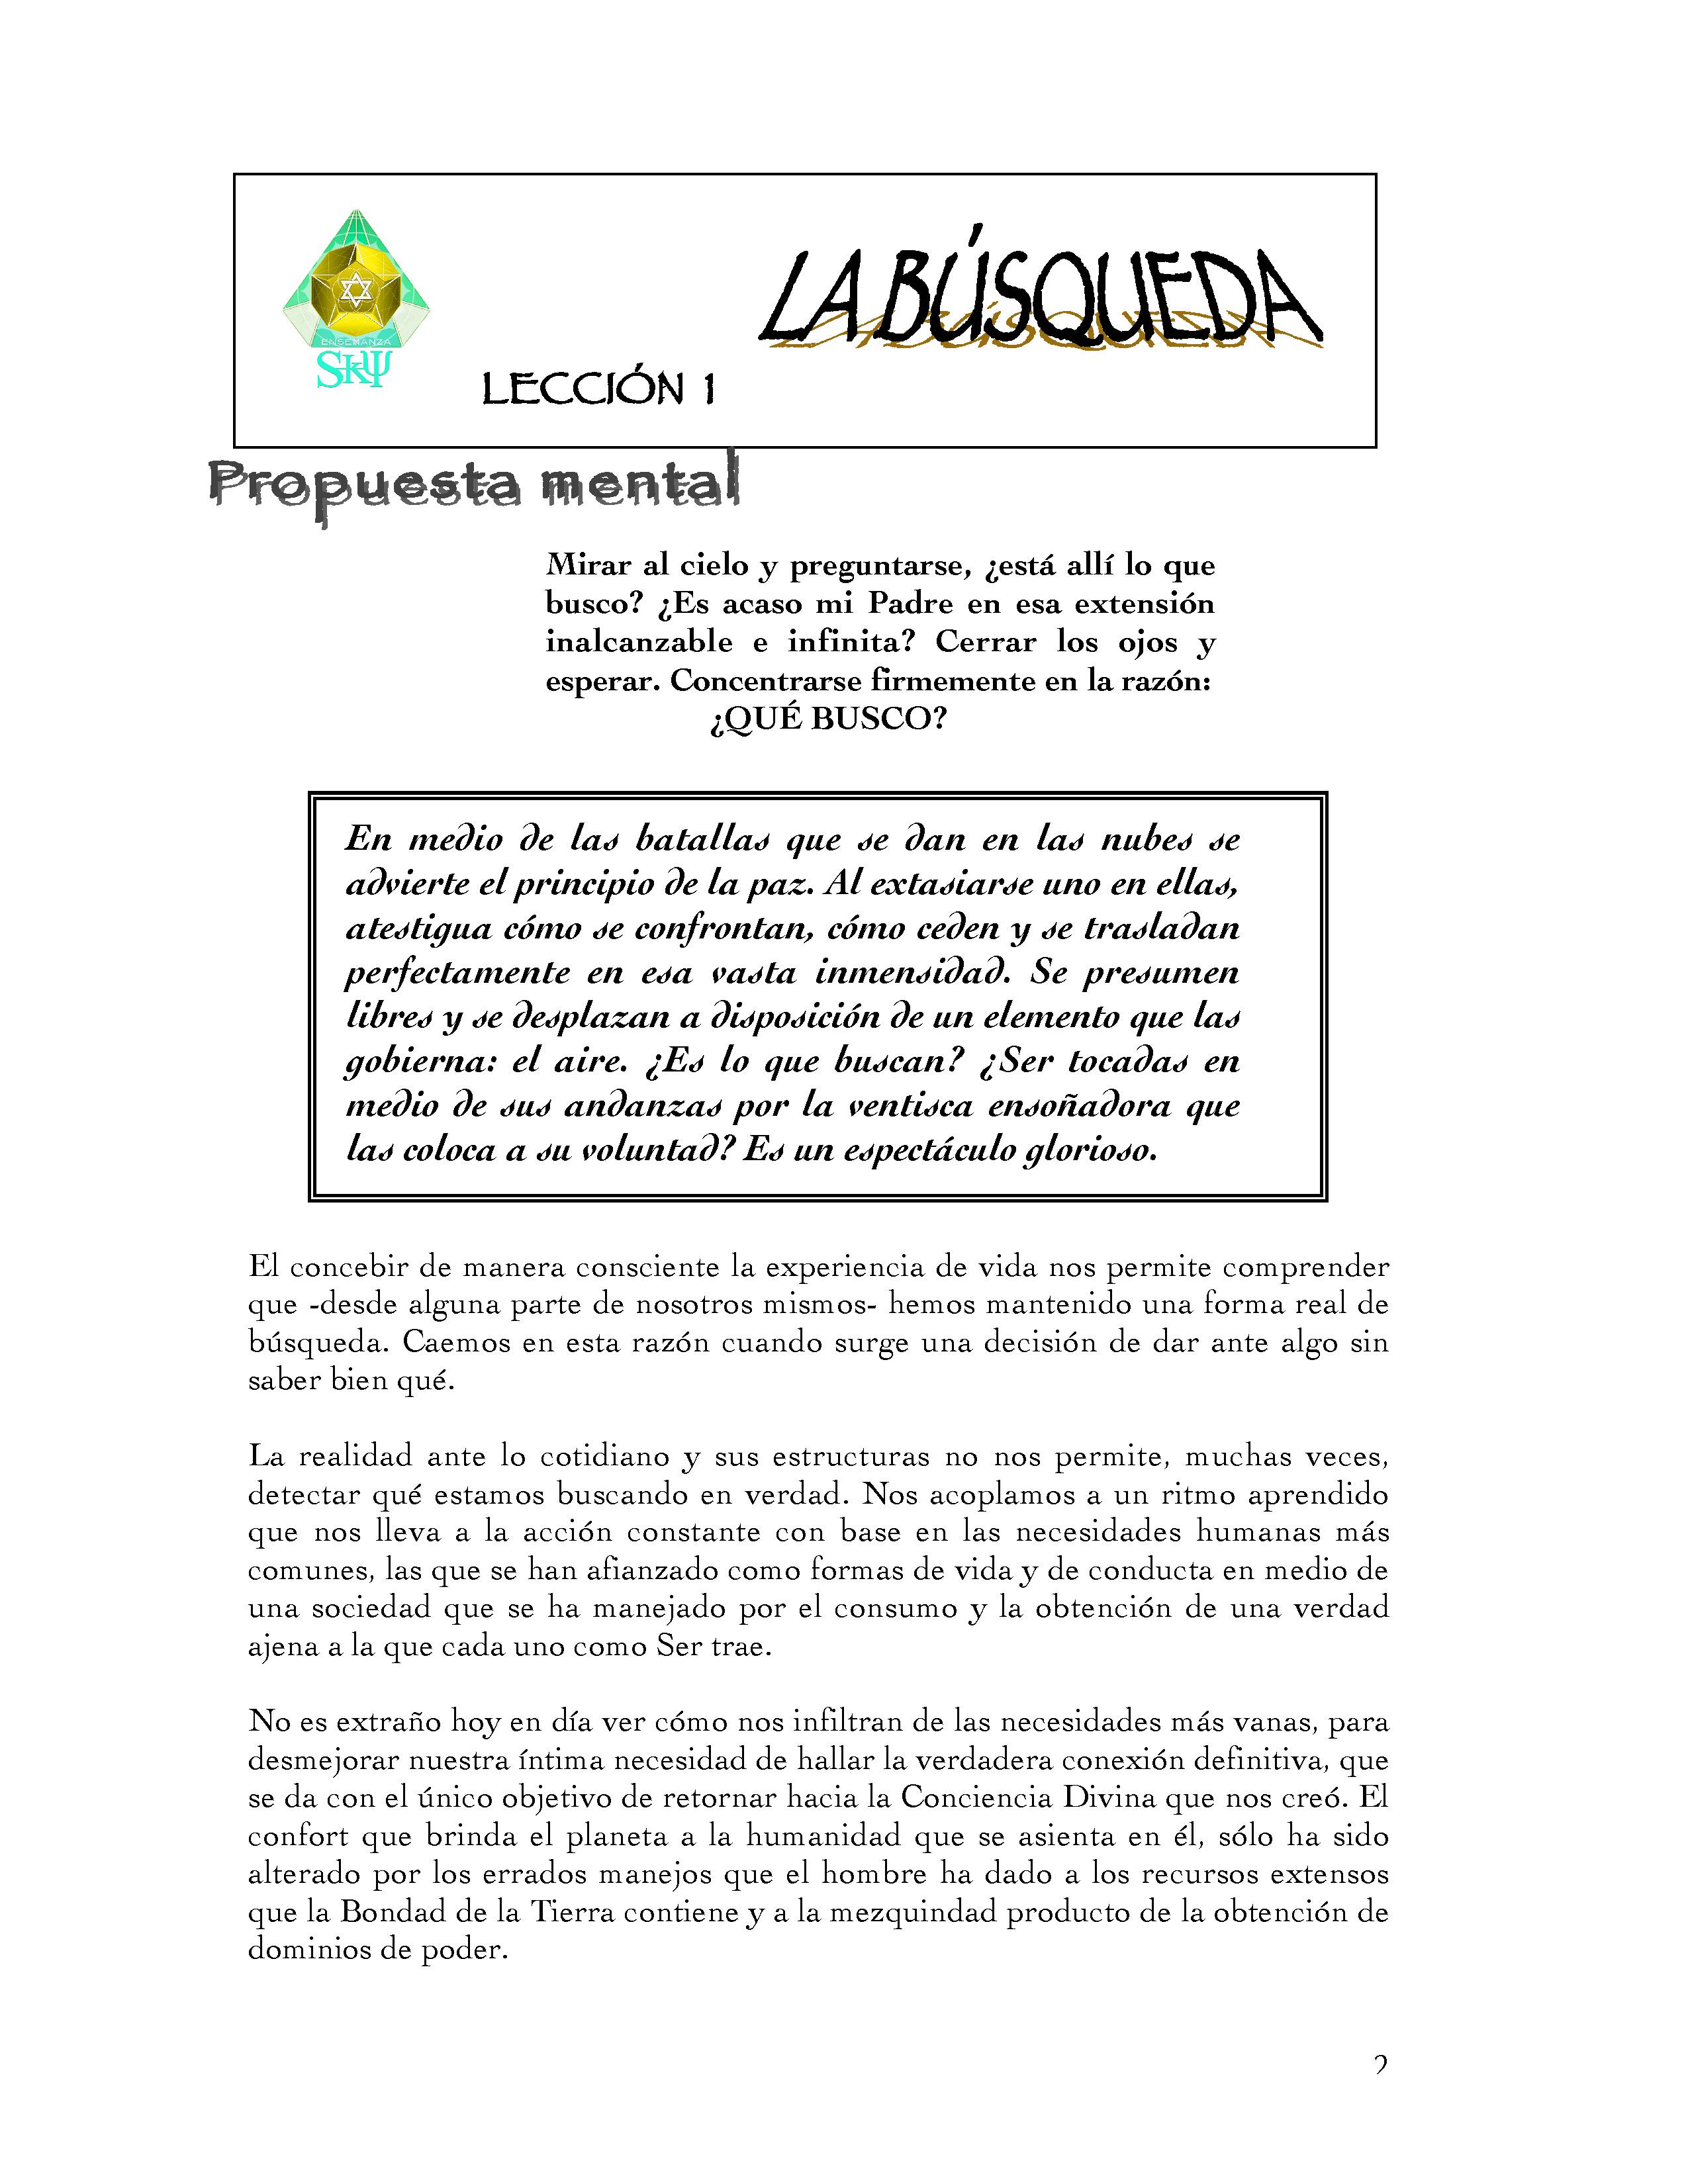 LA BÚSQUEDA
ENSEÑANZA
SKΨ
LECCIÓN 1
Propuesta mental
Mirar al cielo y preguntarse, ¿está allí lo que
busco? ¿Es acaso mi Padre en esa extensión
inalcanzable e infinita? Cerrar los ojos y
esperar. Concentrarse firmemente en la razón:
¿QUÉ BUSCO?
En medio de las batallas que se dan en las nubes se
advierte el principio de la paz. Al extasiarse uno en ellas,
atestigua cómo se confrontan, cómo ceden y se trasladan
perfectamente en esa vasta inmensidad. Se presumen
libres y se desplazan a disposición de un elemento que las
gobierna: el aire. ¿Es lo que buscan? ¿Ser tocadas en
medio de sus andanzas por la ventisca ensoñadora que
las coloca a su voluntad? Es un espectáculo glorioso.
El concebir de manera consciente la experiencia de vida nos permite comprender
que -desde alguna parte de nosotros mismos- hemos mantenido una forma real de
búsqueda. Caemos en esta razón cuando surge una decisión de dar ante algo sin
saber bien qué.
La realidad ante lo cotidiano y sus estructuras no nos permite, muchas veces,
detectar qué estamos buscando en verdad. Nos acoplamos a un ritmo aprendido
que nos lleva a la acción constante con base en las necesidades humanas más
comunes, las que se han afianzado como formas de vida y de conducta en medio de
una sociedad que se ha manejado por el consumo y la obtención de una verdad
ajena a la que cada uno como Ser trae.
No es extraño hoy en día ver cómo nos infiltran de las necesidades más vanas, para
desmejorar nuestra íntima necesidad de hallar la verdadera conexión definitiva, que
se da con el único objetivo de retornar hacia la Conciencia Divina que nos creó. El
confort que brinda el planeta a la humanidad que se asienta en él, sólo ha sido
alterado por los errados manejos que el hombre ha dado a los recursos extensos
que la Bondad de la Tierra contiene y a la mezquindad producto de la obtención de
dominios de poder.
2